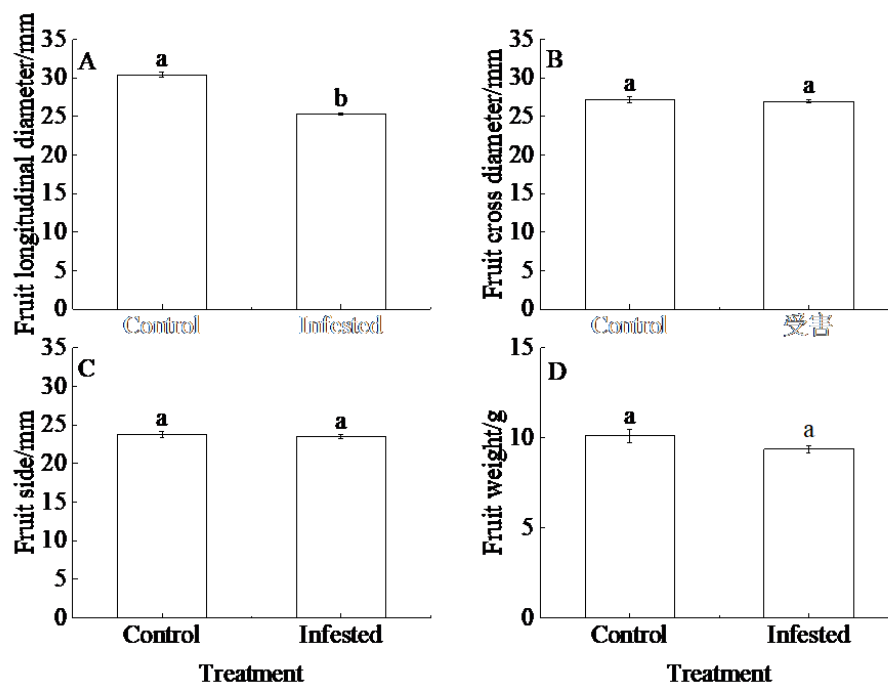 A
Fruit longitudinal diameter/mm
35
30
25
20
15
10
5
0
a
b
Control
Infested
B
Fruit cross diameter/mm
35
30
25
20
15
10
5
0
a
a
Control
受害
C
Fruit side/mm
35
30
25
20
15
10
5
0
a
a
Control
Infested
Treatment
D
Fruit weight/g
15
10
5
0
a
a
Control
Infested
Treatment